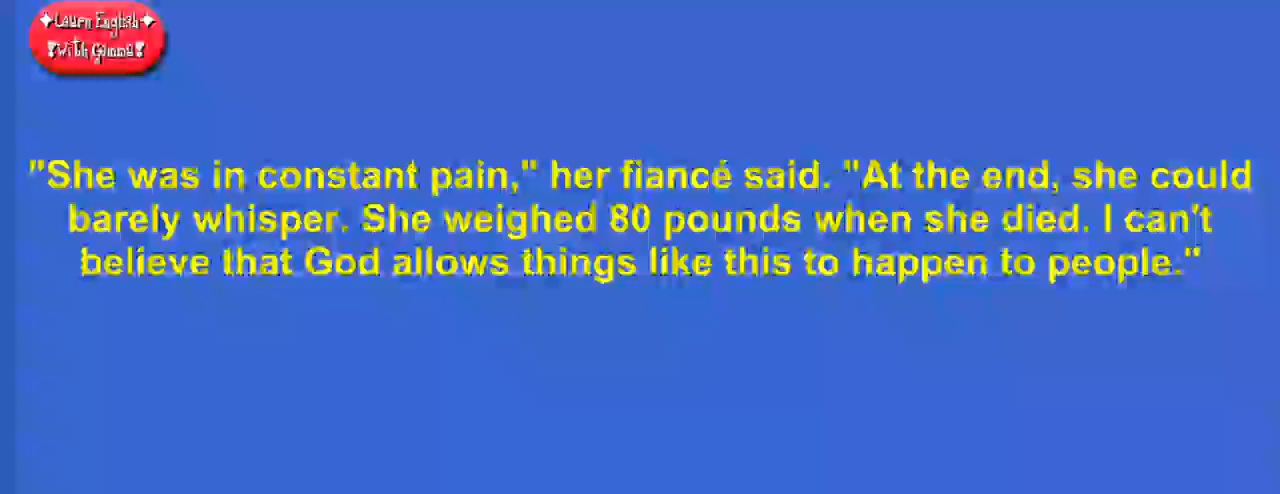 Learn English
With Gamma
"She was in constant pain," her fiancé said. "At the end, she could
barely whisper. She weighed 80 pounds when she died. I can't
believe that God allows things like this to happen to people."